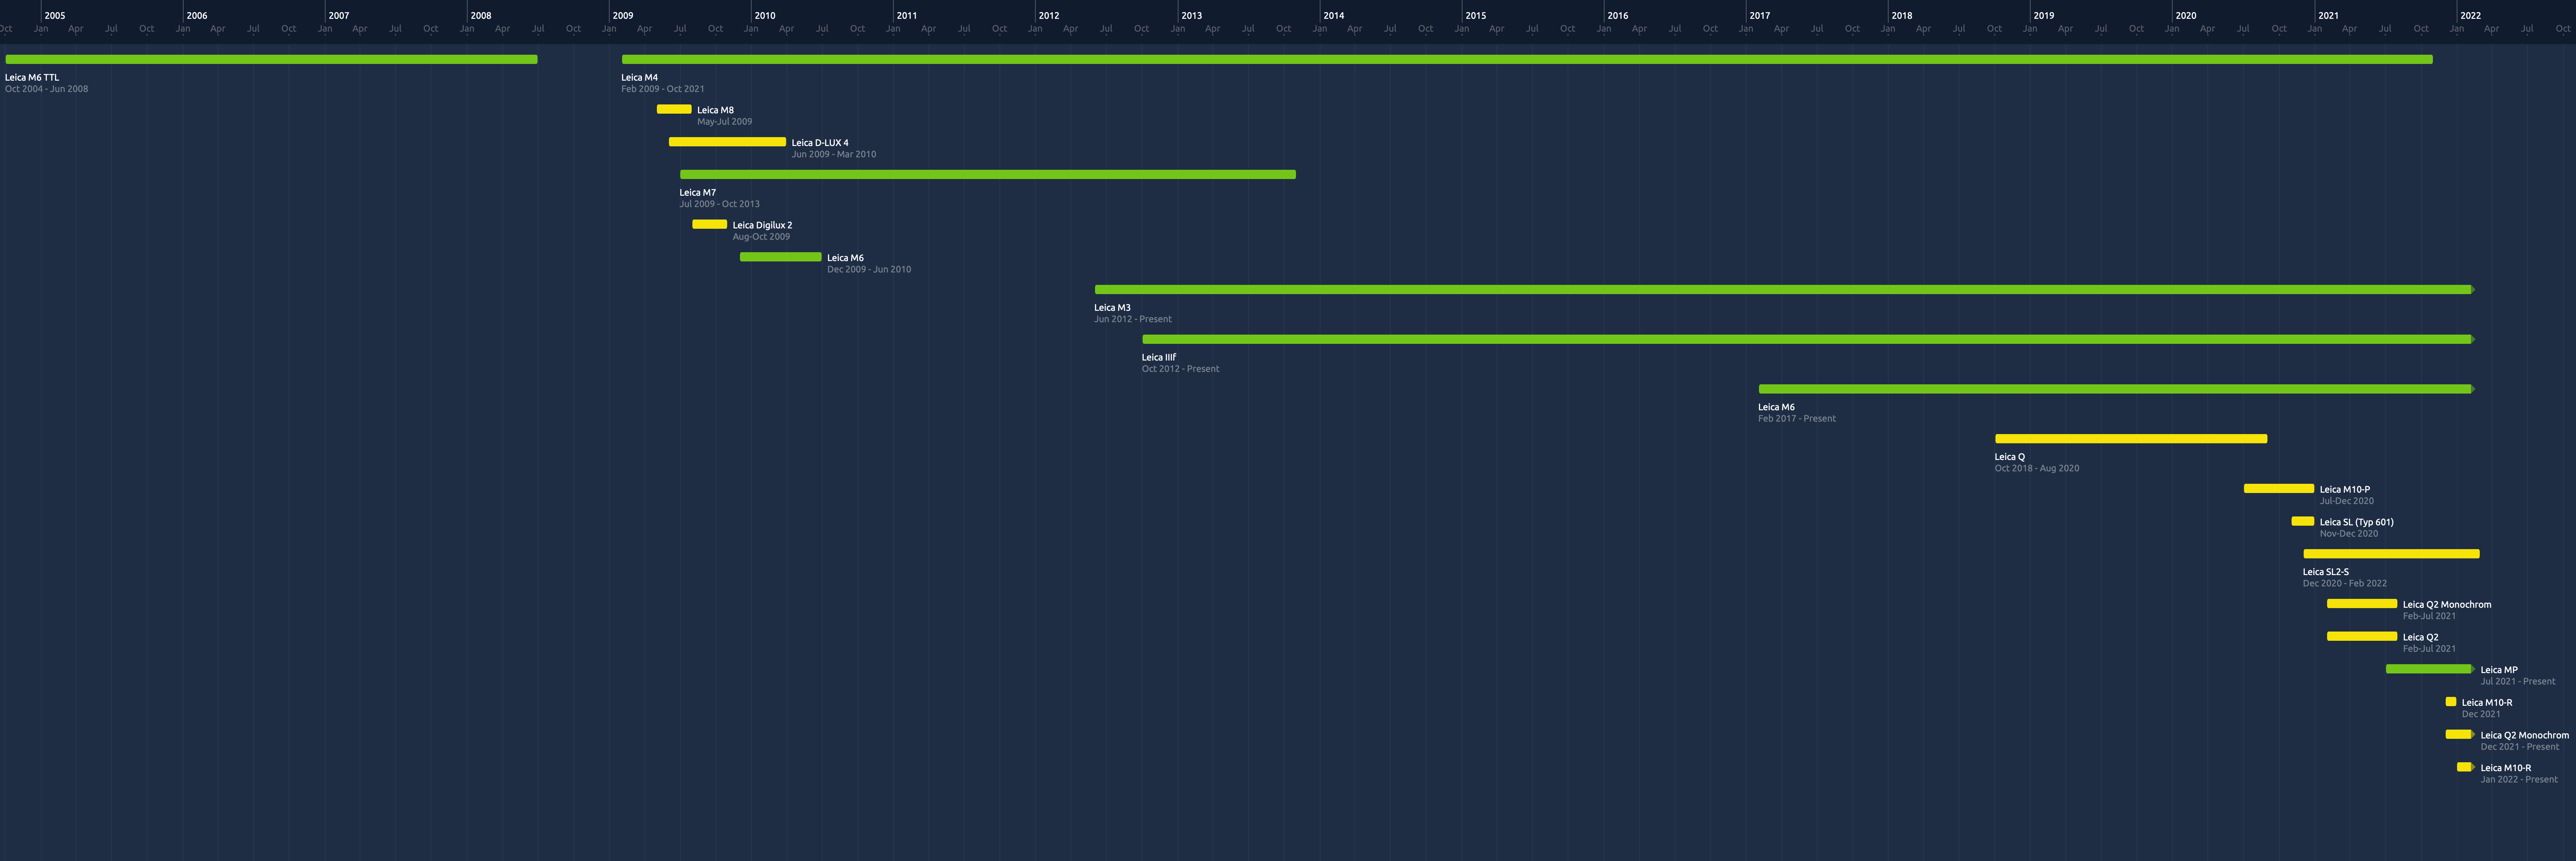 2005 2006 2007 2008 2009 2010 2011 2012 2013 2014 2015 2016 2017 2018 2019 2020 2021 2022
Oct Jan Apr Jul Oct Jan Apr Jul Oct Jan Apr Jul Oct Jan Apr Jul Oct Jan Apr Jul Oct Jan Apr Jul Oct Jan Apr Jul Oct Jan Apr Jul Oct Jan Apr Jul Oct Jan Apr Jul Oct Jan Apr Jul Oct Jan Apr Jul Oct Jan Apr Jul Oct Jan Apr Jul Oct Jan Apr Jul Oct Jan Apr Jul Oct Jan Apr Jul Oct Jan Apr Jul Oct
Leica M6 TTL
Oct 2004 - Jun 2008
Leica M4
Feb 2009 - Oct 2021
Leica M8
May-Jul 2009
Leica D-LUX 4
Jun 2009 - Mar 2010
Leica M7
Jul 2009 - Oct 2013
Leica Digilux 2
Aug-Oct 2009
Leica M6
Dec 2009 - Jun 2010
Leica M3
Jun 2012 - Present
Leica IIIf
Oct 2012 - Present
Leica M6
Feb 2017 - Present
Leica Q
Oct 2018 - Aug 2020
Leica M10-P
Jul-Dec 2020
Leica SL (Typ 601)
Nov-Dec 2020
Leica SL2-S
Dec 2020 - Feb 2022
Leica Q2 Monochrom
Feb-Jul 2021
Leica Q2
Feb-Jul 2021
Leica MP
Jul 2021 - Present
Leica M10-R
Dec 2021
Leica Q2 Monochrom
Dec 2021 - Present
Leica M10-R
Jan 2022 - Present